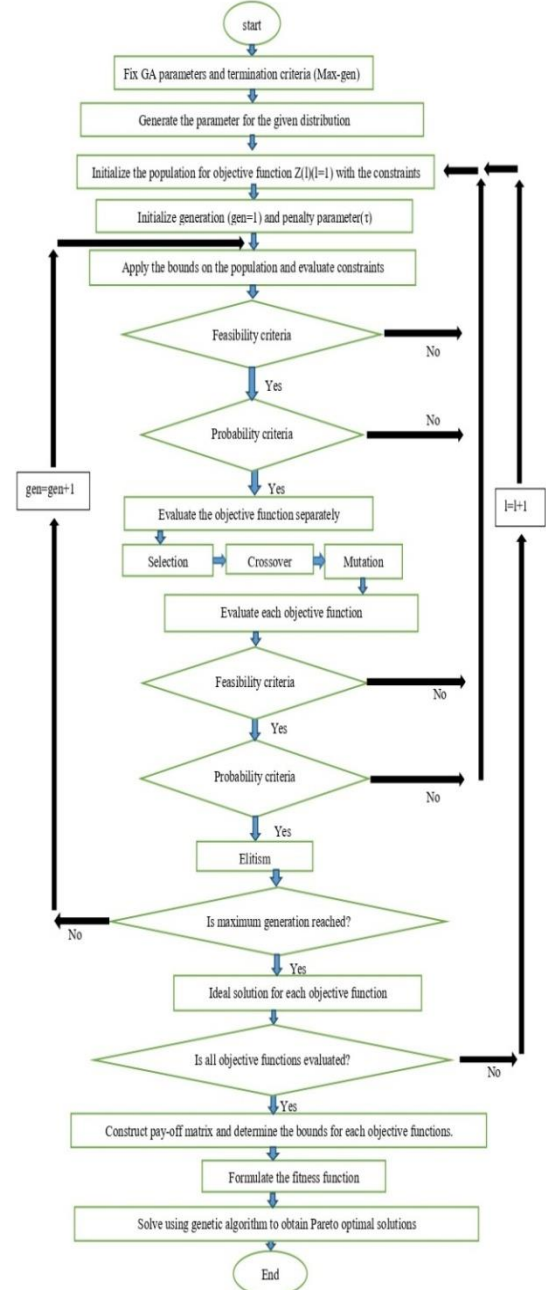 start
Fix GA parameters and termination criteria (Max-gen)
Generate the parameter for the given distribution
Initialize the population for objective function Z(l)(l=1) with the constraints
Initialize generation (gen=1) and penalty parameter(τ)
Apply the bounds on the population and evaluate constraints
Feasibility criteria
No
Yes
Probability criteria
No
Yes
gen=gen+1
l=l+1
Evaluate the objective function separately
Selection
Crossover
Mutation
Evaluate each objective function
Feasibility criteria
No
Yes
Probability criteria
No
Yes
Elitism
Is maximum generation reached?
No
Yes
Ideal solution for each objective function
Is all objective functions evaluated?
No
Yes
Construct pay-off matrix and determine the bounds for each objective functions.
Formulate the fitness function
Solve using genetic algorithm to obtain Pareto optimal solutions
End